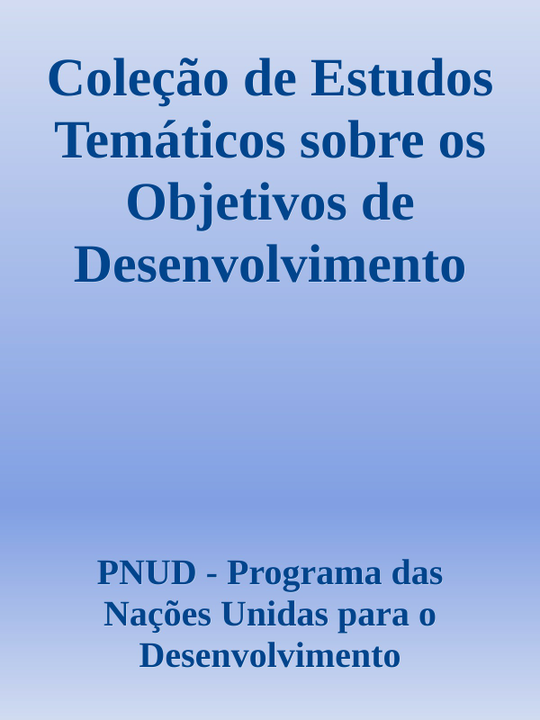 Coleção de Estudos
Temáticos sobre os
Objetivos de
Desenvolvimento
PNUD - Programa das
Nações Unidas para o
Desenvolvimento